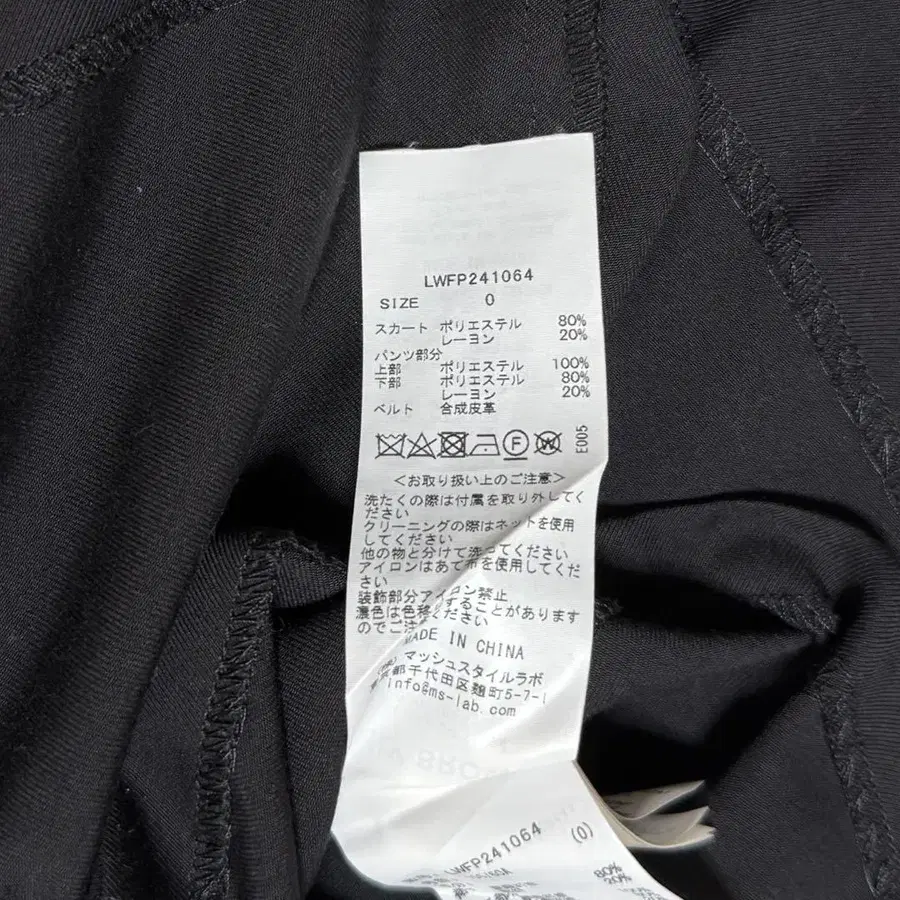 LWFP241064
SIZE 0
スカート ポリエステル 80%
レーヨン 20%
パンツ部分
上部 ポリエステル 100%
下部 ポリエステル 80%
レーヨン 20%
ベルト 合成皮革
F W E005
<お取り扱い上のご注意>
洗たくの際は付属を取り外してく
ださい
クリーニングの際はネットを使用
してください
他の物と分けて洗ってください
アイロンはあて布を使用してくだ
さい
装飾部分アイロン禁止
濃色は色移りすることがあります
のでご注意ください
MADE IN CHINA
マッシュスタイルラボ
東京都千代田区麹町5-7-1
info@ms-lab.com
LWFP241064
(0)
80%
20%